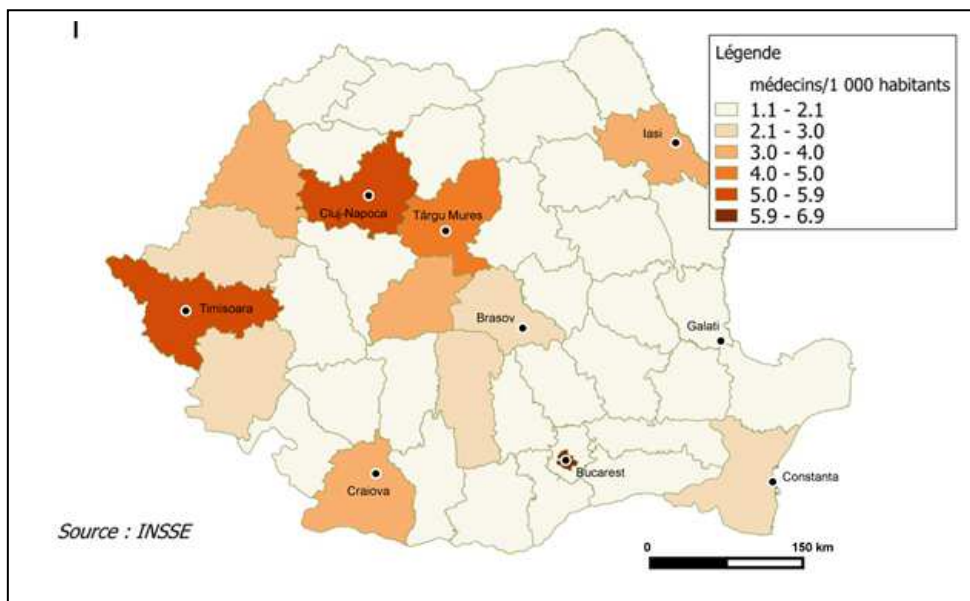 I
Légende
médecins/1 000 habitants
1.1 - 2.1
2.1 - 3.0
3.0 - 4.0
4.0 - 5.0
5.0 - 5.9
5.9 - 6.9
Iasi
Cluj-Napoca
Târgu Mures
Timisoara
Brasov
Galati
Bucarest
Constanta
Craiova
Source : INSSE
0 150 km